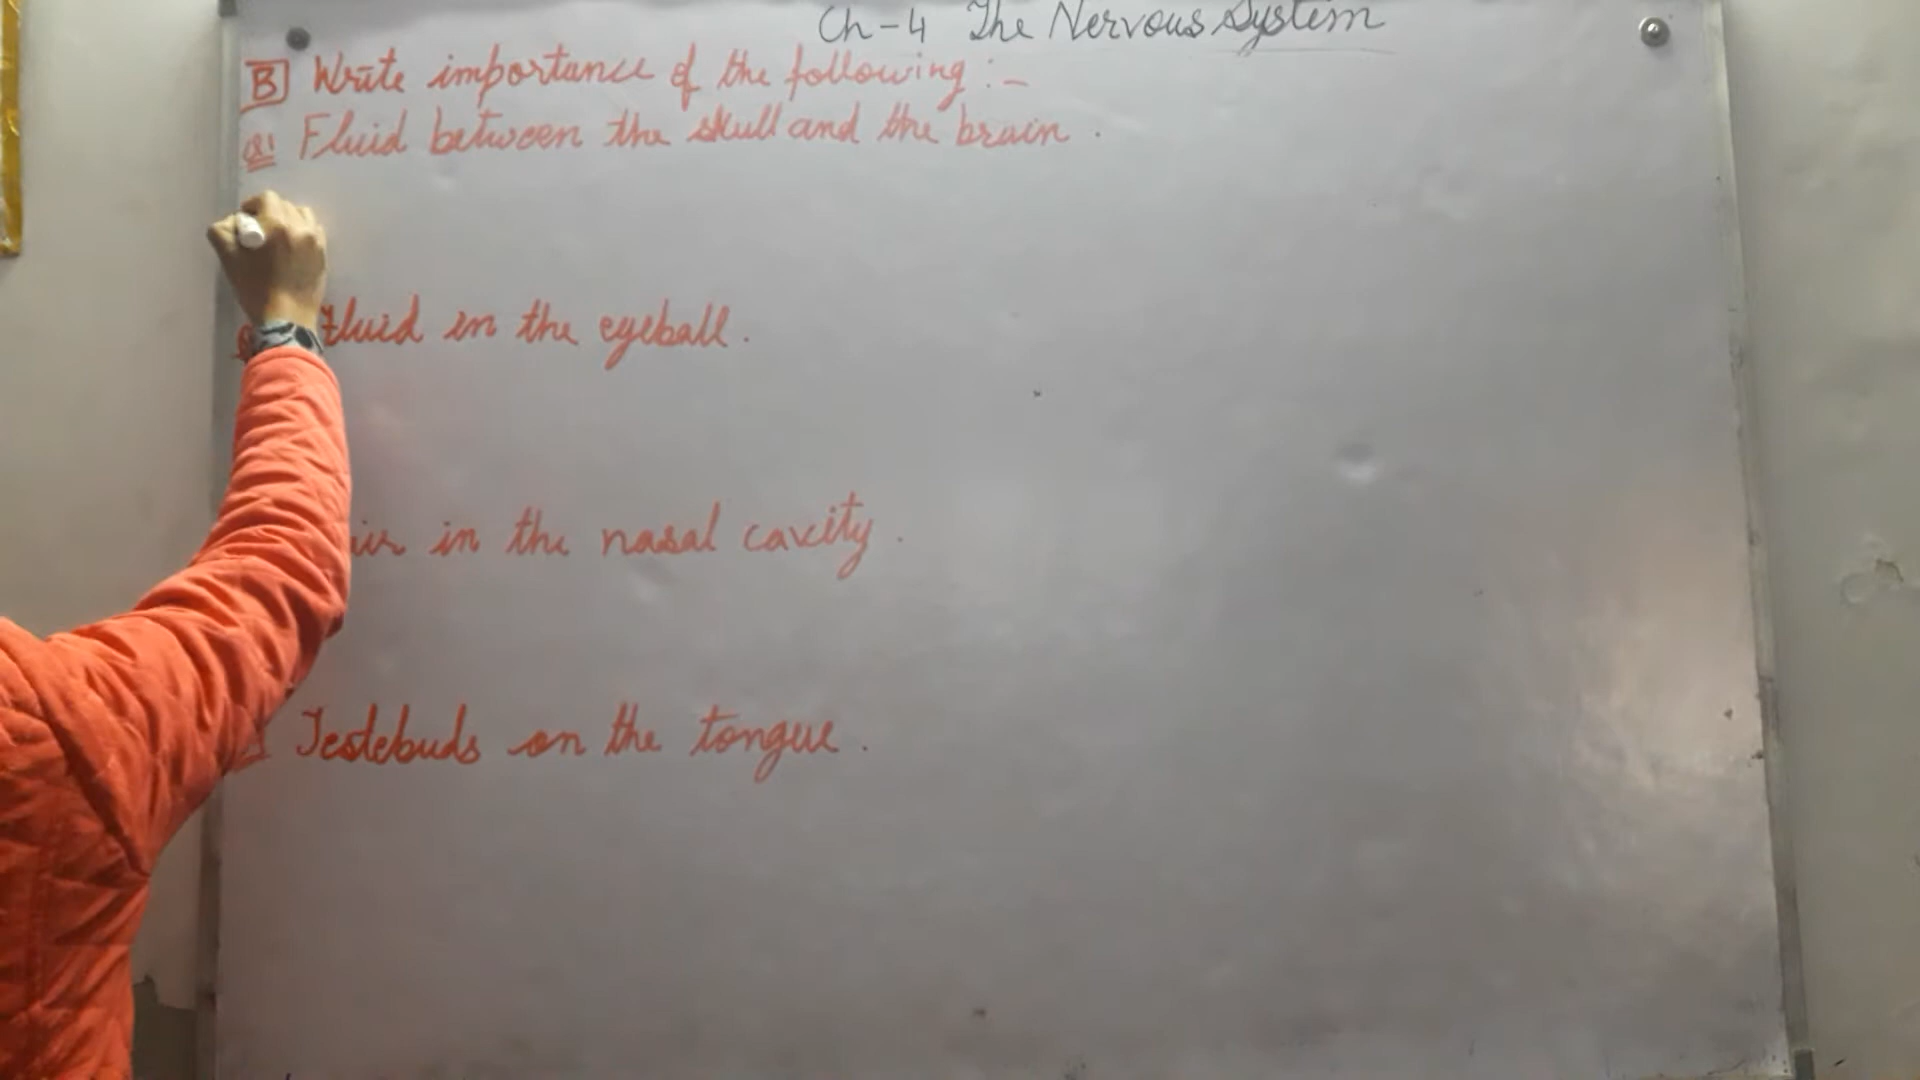 Ch-4 The Nervous System
B Write importance of the following :-
Q1 Fluid between the skull and the brain .
Fluid in the eyeball .
in the nasal cavity .
Testebuds on the tongue .